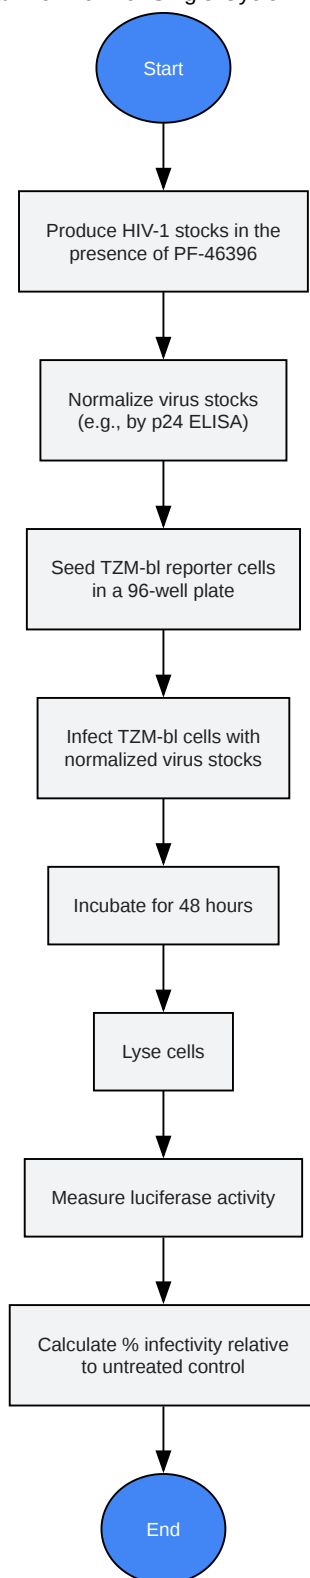 Start
Produce HIV-1 stocks in the
presence of PF-46396
Normalize virus stocks
(e.g., by p24 ELISA)
Seed TZM-bl reporter cells
in a 96-well plate
Infect TZM-bl cells with
normalized virus stocks
Incubate for 48 hours
Lyse cells
Measure luciferase activity
Calculate % infectivity relative
to untreated control
End